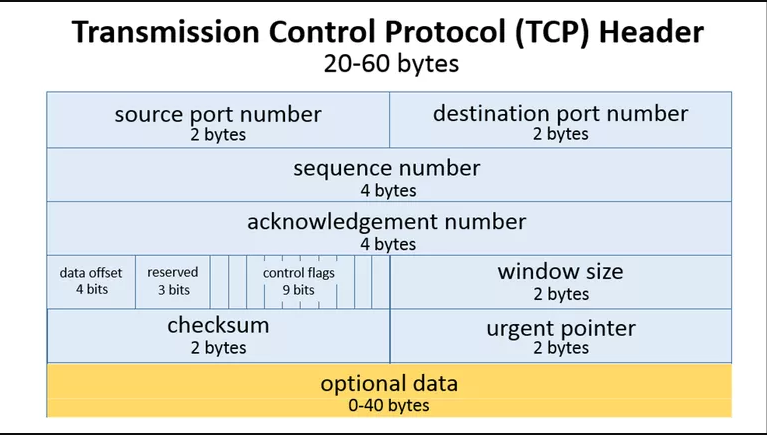 Transmission Control Protocol (TCP) Header
20-60 bytes
source port number
2 bytes
destination port number
2 bytes
sequence number
4 bytes
acknowledgement number
4 bytes
data offset
4 bits
reserved
3 bits
control flags
9 bits
window size
2 bytes
checksum
2 bytes
urgent pointer
2 bytes
optional data
0-40 bytes